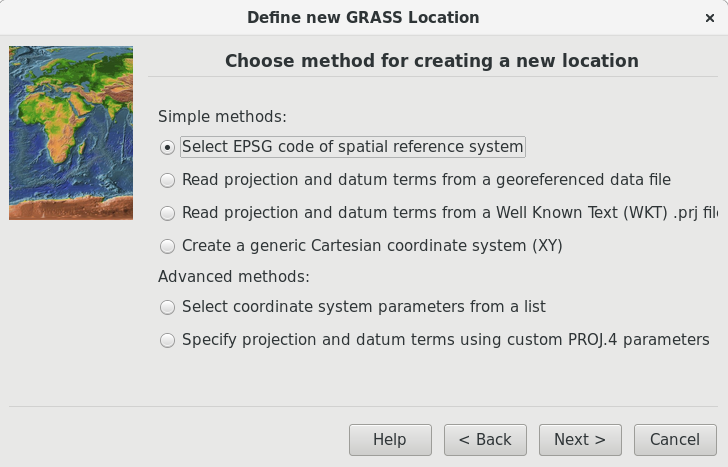 Define new GRASS Location
×
Choose method for creating a new location
Simple methods:
Select EPSG code of spatial reference system
Read projection and datum terms from a georeferenced data file
Read projection and datum terms from a Well Known Text (WKT) .prj file
Create a generic Cartesian coordinate system (XY)
Advanced methods:
Select coordinate system parameters from a list
Specify projection and datum terms using custom PROJ.4 parameters
Help
< Back
Next >
Cancel